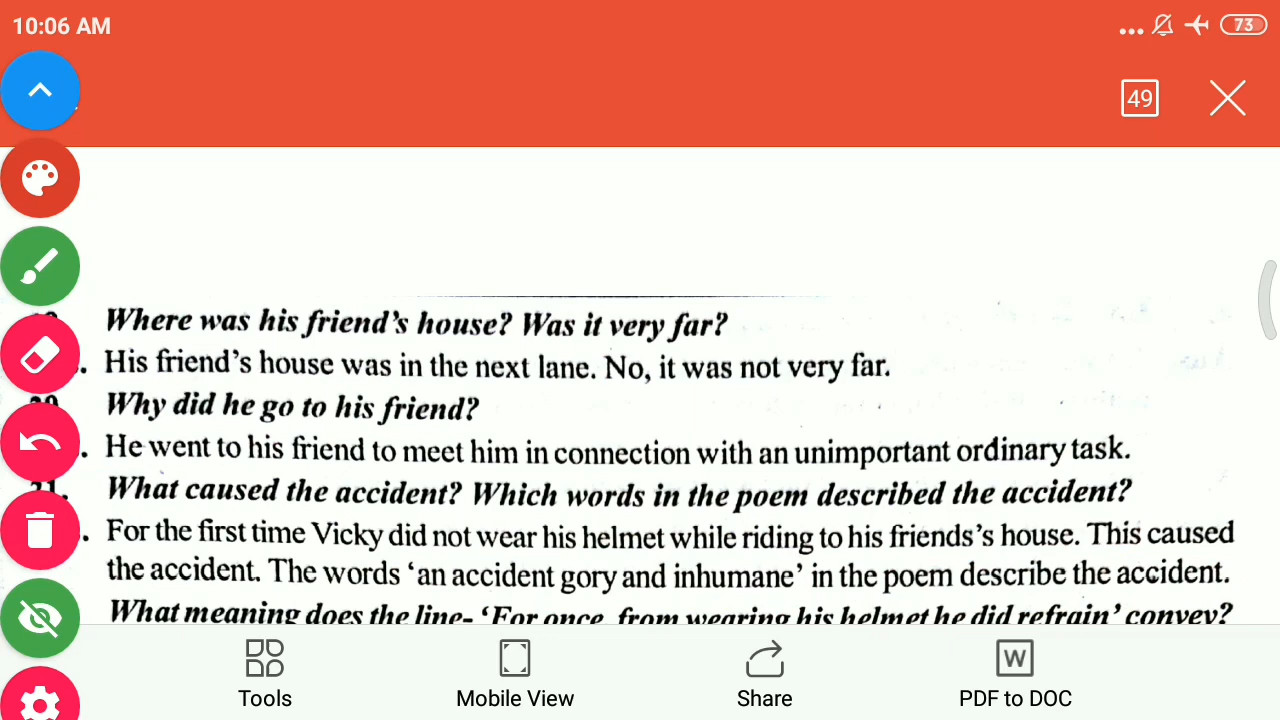 10:06 AM
73
49
Where was his friend's house? Was it very far?
. His friend's house was in the next lane. No, it was not very far.
Why did he go to his friend?
. He went to his friend to meet him in connection with an unimportant ordinary task.
What caused the accident? Which words in the poem described the accident?
. For the first time Vicky did not wear his helmet while riding to his friends's house. This caused
the accident. The words 'an accident gory and inhumane' in the poem describe the accident.
What meaning does the line- 'For once, from wearing his helmet he did refrain' convey?
W
Tools Mobile View Share PDF to DOC